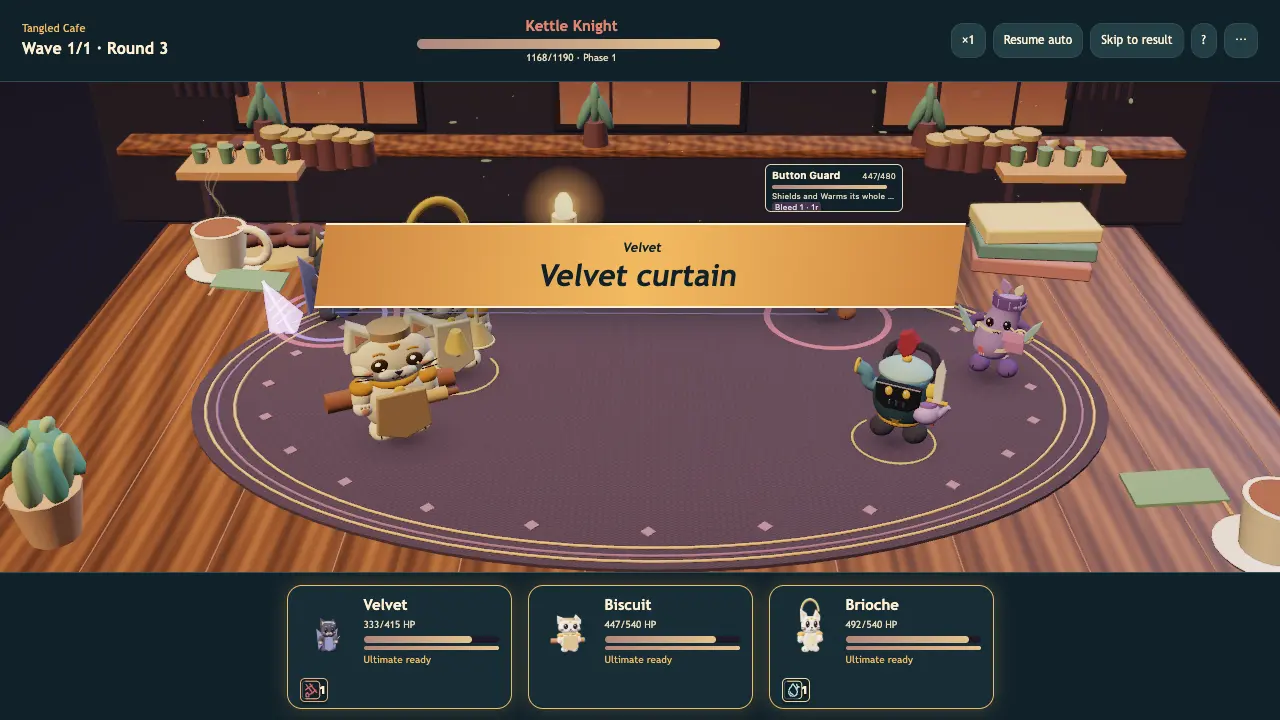 Tangled Cafe
Wave 1/1 · Round 3
Kettle Knight
1168/1190 · Phase 1
×1
Resume auto
Skip to result
?
...
Button Guard 447/480
Shields and Warms its whole ...
Bleed 1 · 1r
Velvet
Velvet curtain
Velvet
333/415 HP
Ultimate ready
1
Biscuit
447/540 HP
Ultimate ready
Brioche
492/540 HP
Ultimate ready
1